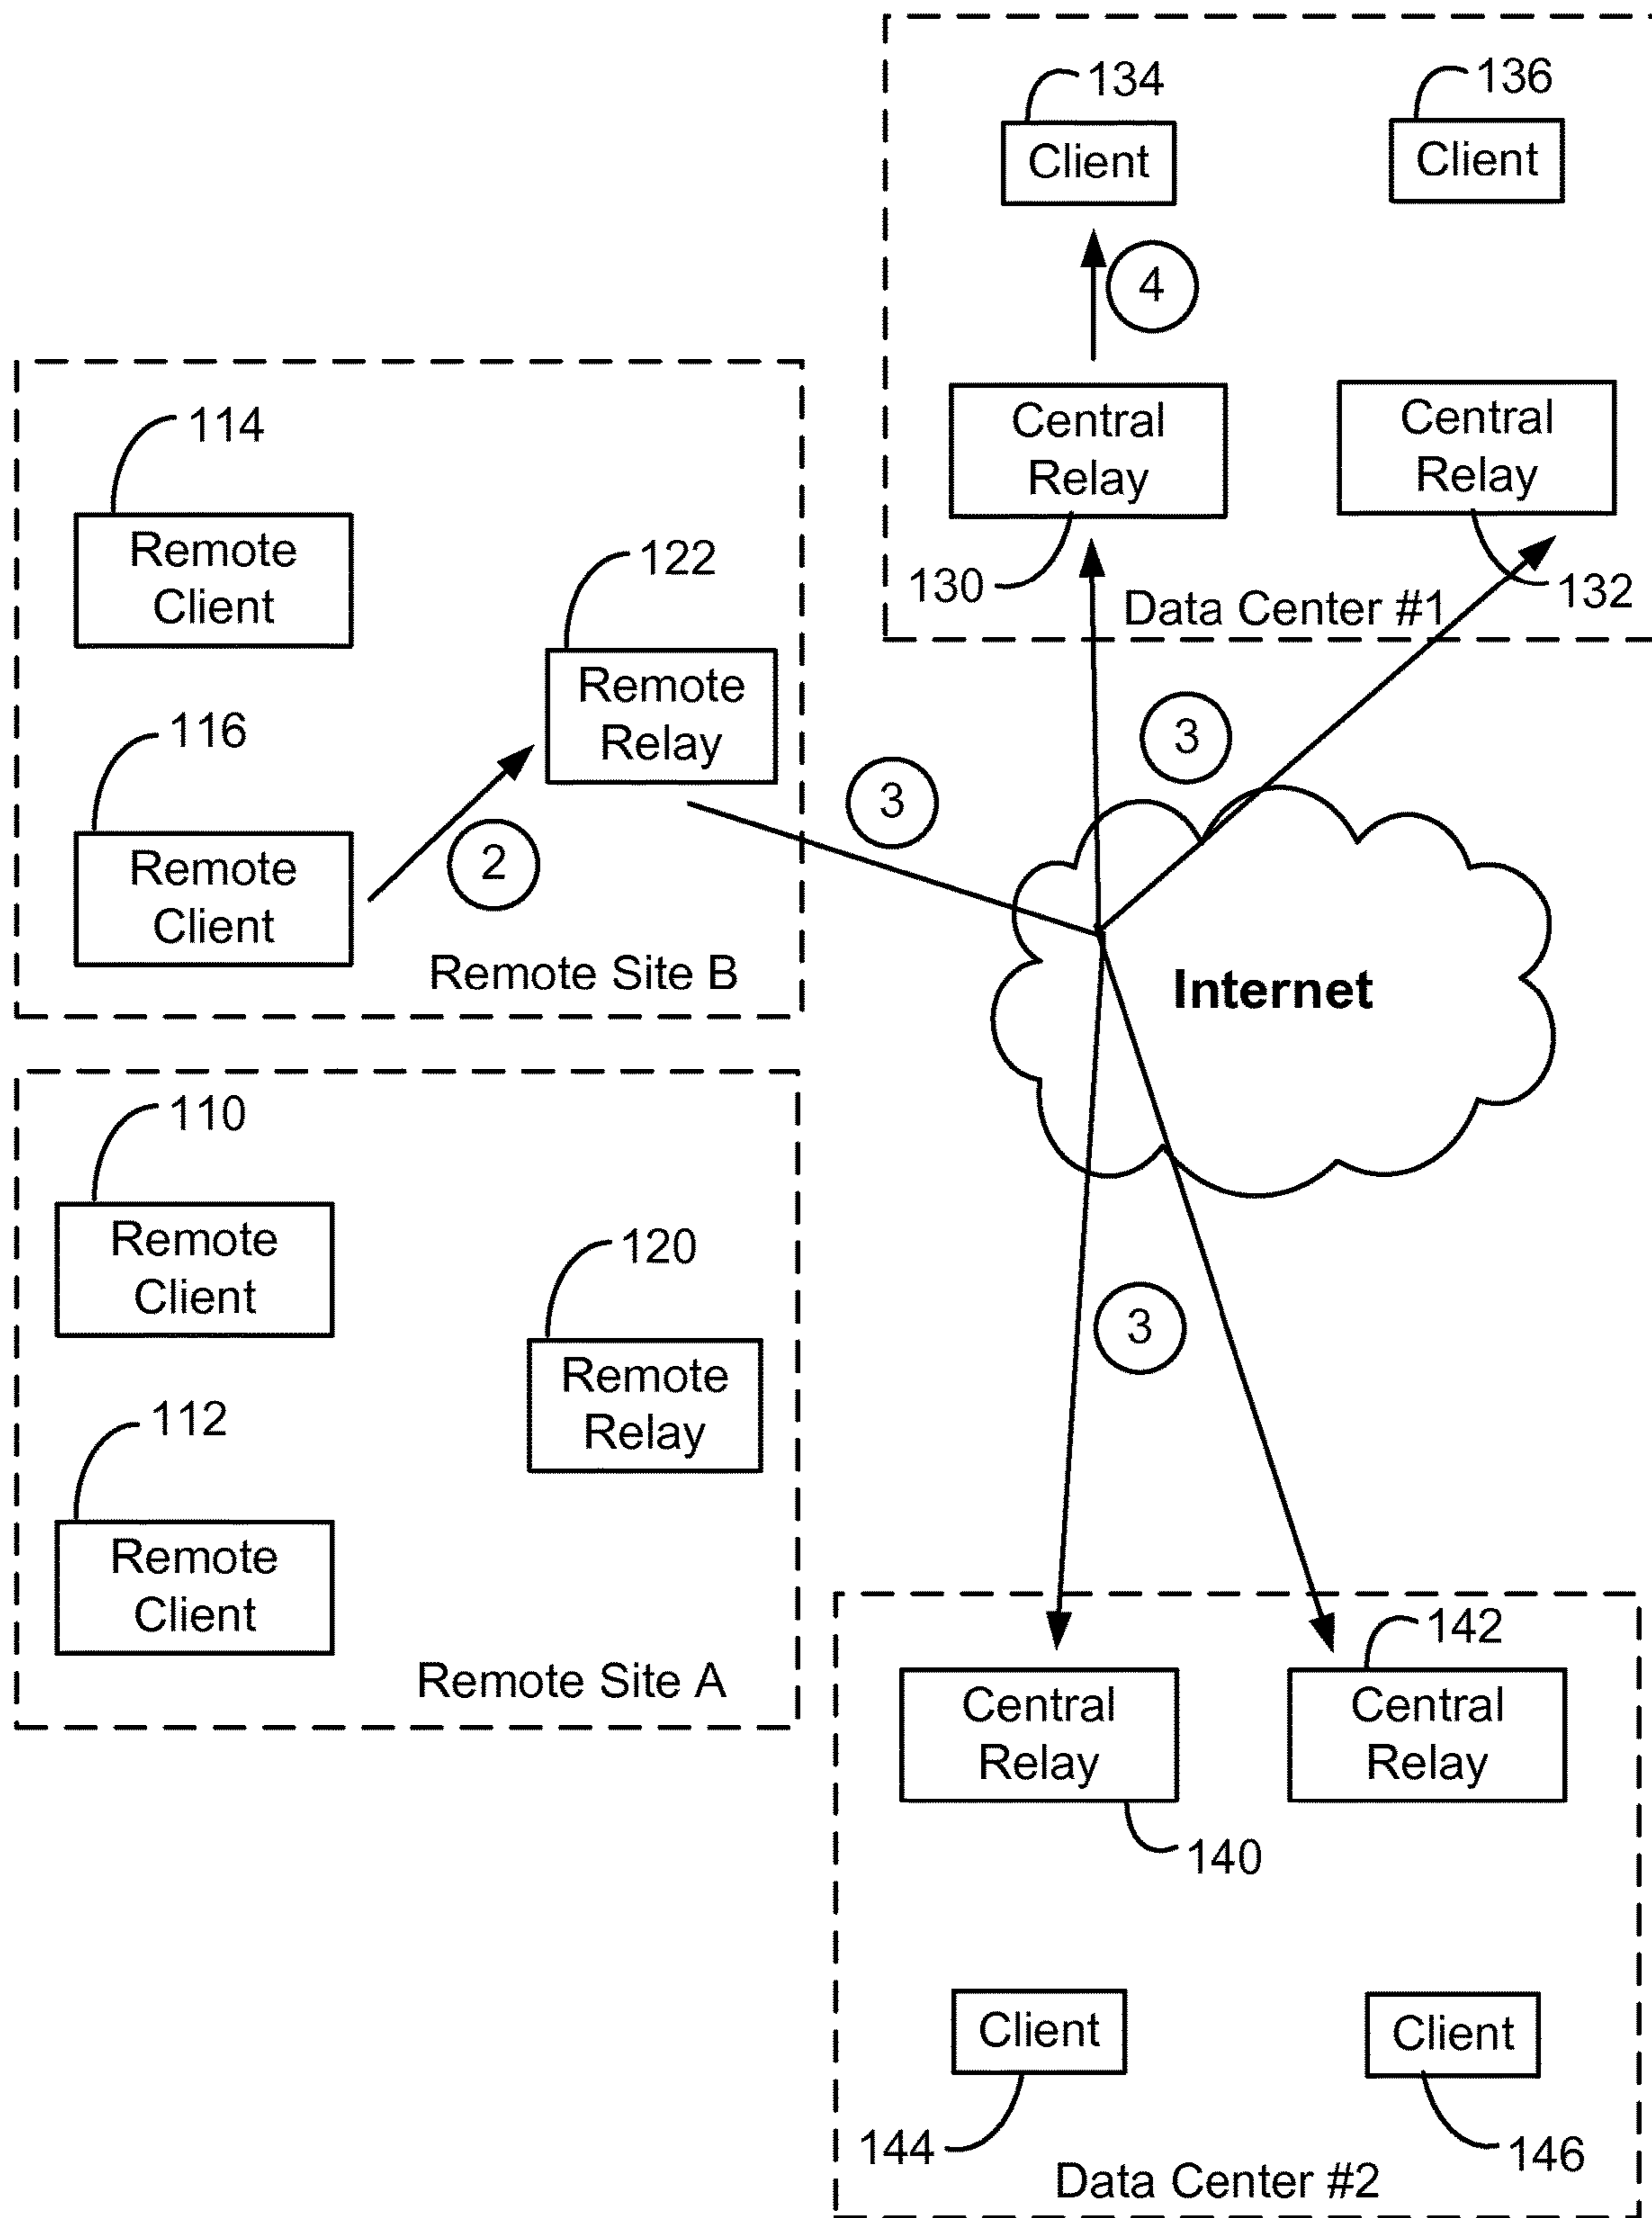 134
136
Client
Client
4
Central
Relay
Central
Relay
130
132
Data Center #1
114
Remote
Client
122
Remote
Relay
116
Remote
Client
2
3
3
Remote Site B
Internet
110
Remote
Client
120
Remote
Relay
112
Remote
Client
Remote Site A
3
142
Central
Relay
Central
Relay
140
Client
Client
144
146
Data Center #2